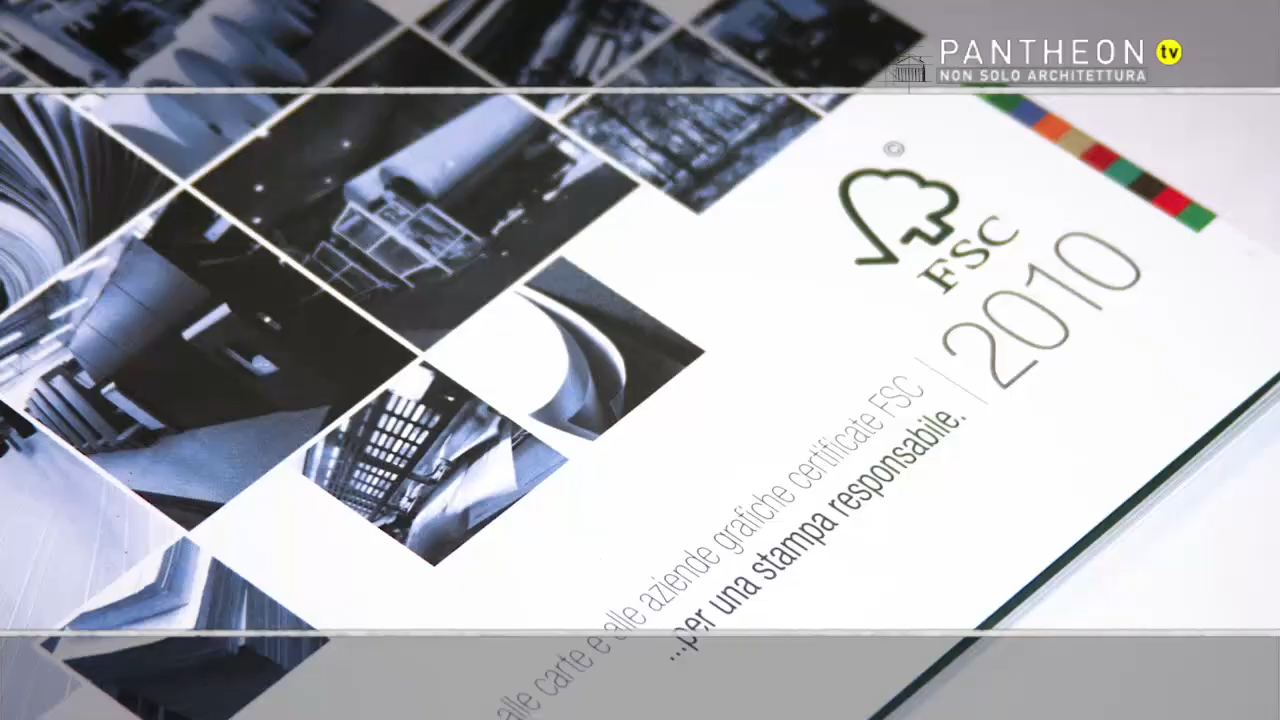 PANTHEON tv
NON SOLO ARCHITETTURA
©
FSC
2010
alle carte e alle aziende grafiche certificate FSC
...per una stampa responsabile.